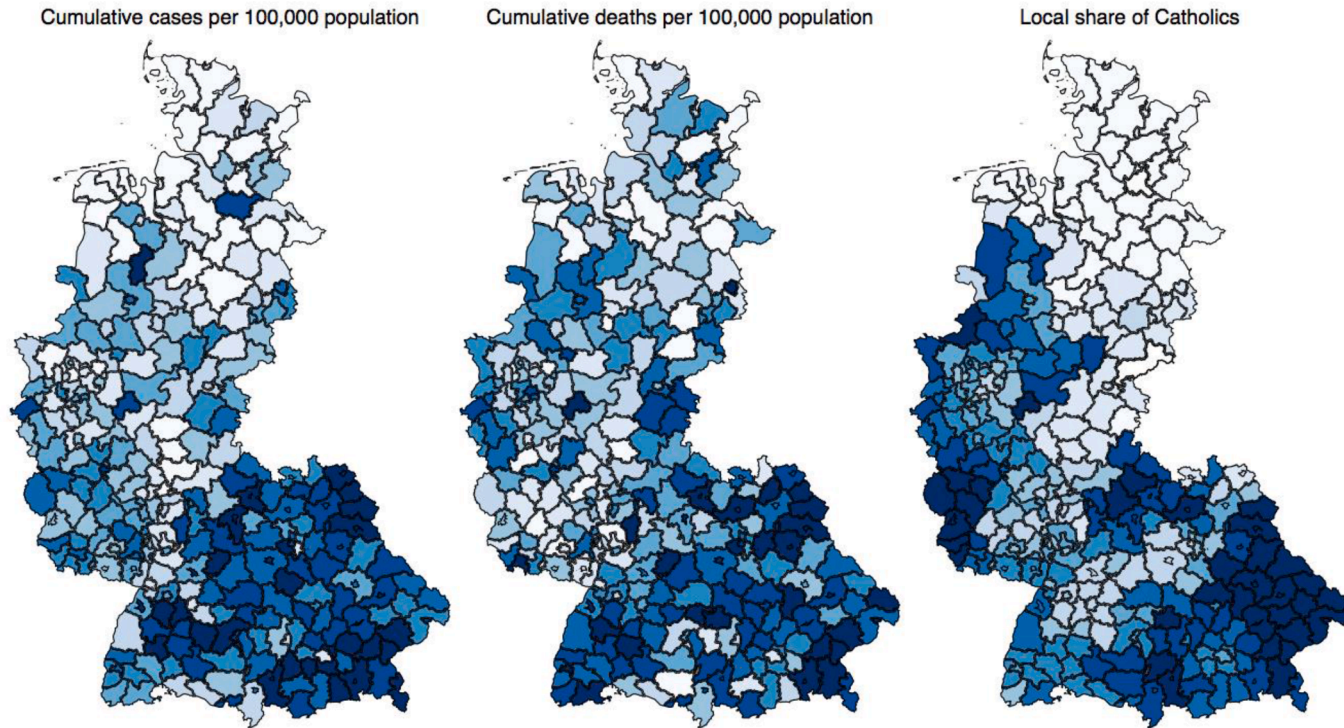 Cumulative cases per 100,000 population
Cumulative deaths per 100,000 population
Local share of Catholics